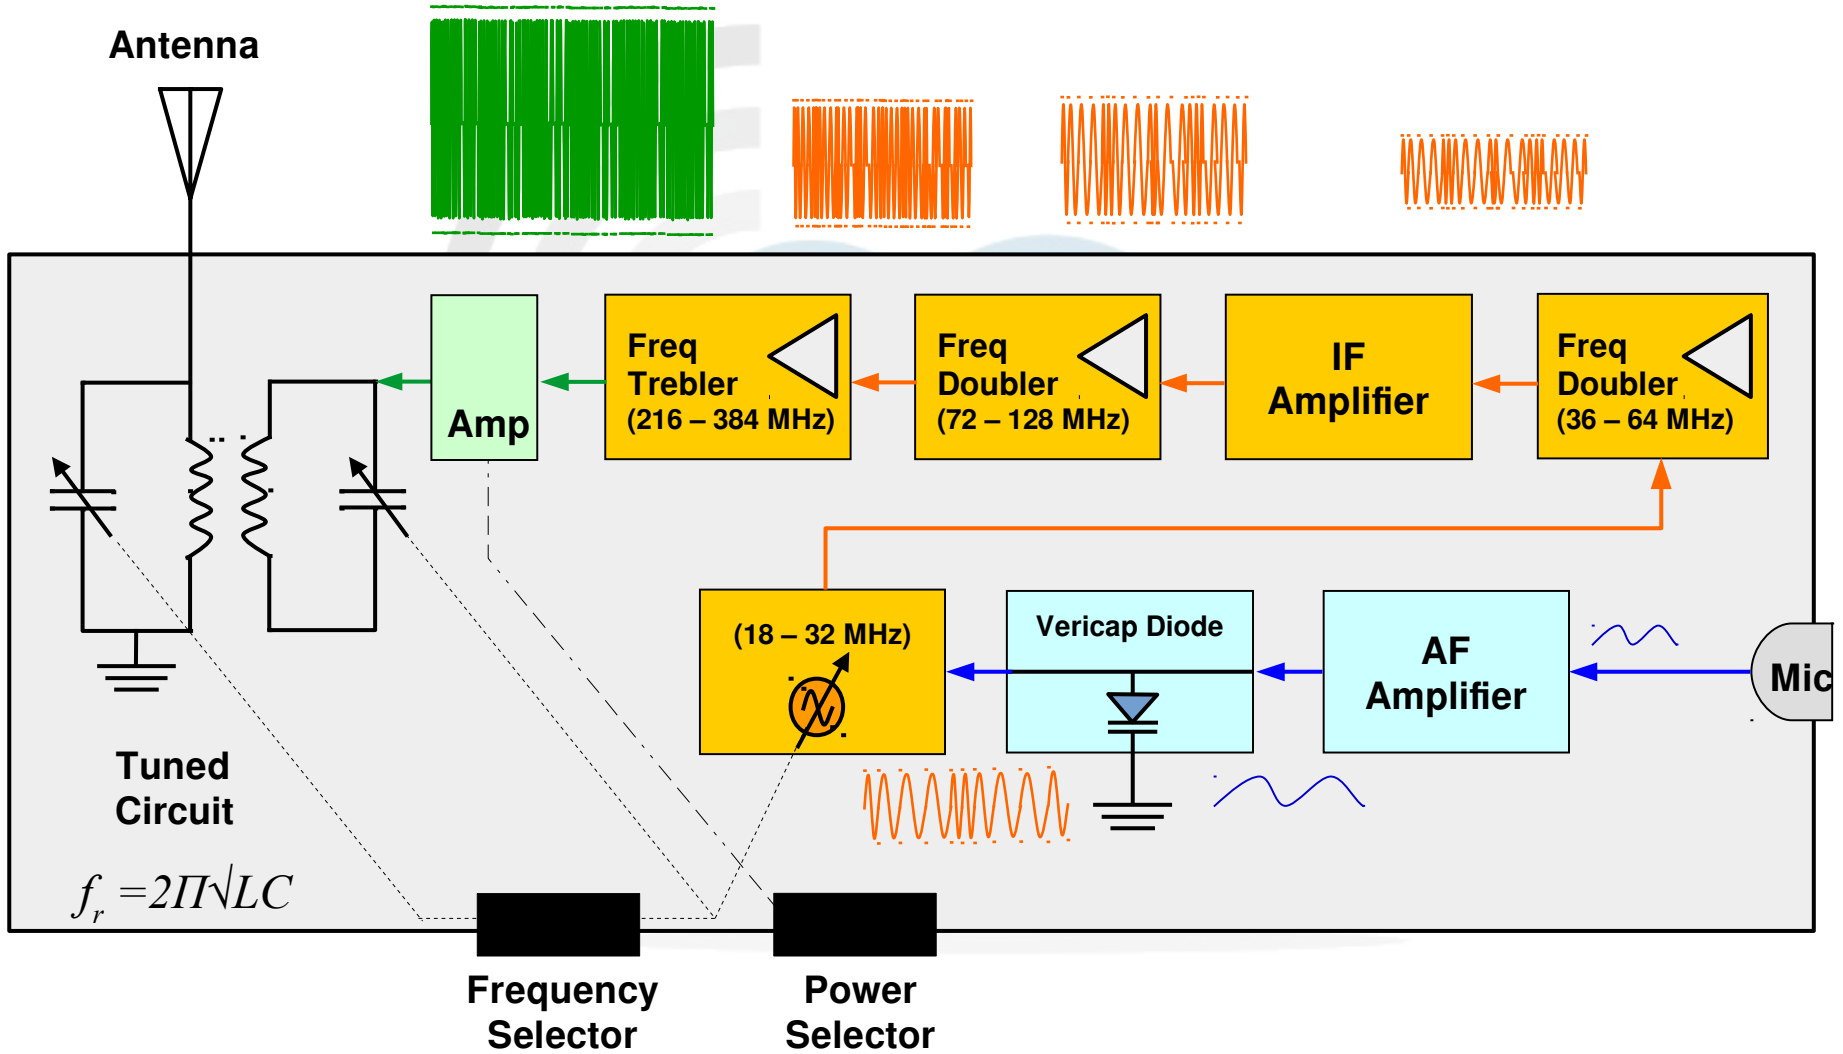 Antenna
Freq
Trebler
(216 – 384 MHz)
Freq
Doubler
(72 – 128 MHz)
IF
Amplifier
Freq
Doubler
(36 – 64 MHz)
Amp
(18 – 32 MHz)
Vericap Diode
AF
Amplifier
Mic
Tuned
Circuit
f_r =2Π√LC
Frequency
Selector
Power
Selector